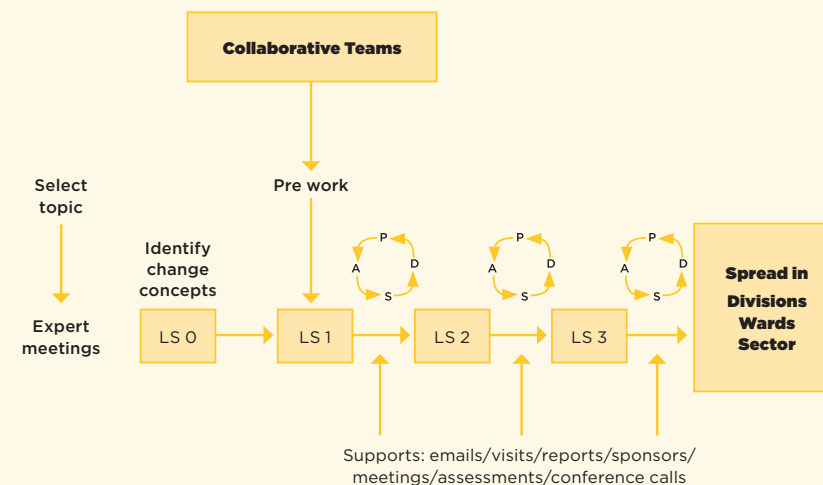 Collaborative Teams
Select
topic
Pre work
Identify
change
concepts
Expert
meetings
LS 0
LS 1
LS 2
LS 3
P
A
D
S
P
A
D
S
P
A
D
S
Spread in
Divisions
Wards
Sector
Supports: emails/visits/reports/sponsors/
meetings/assessments/conference calls